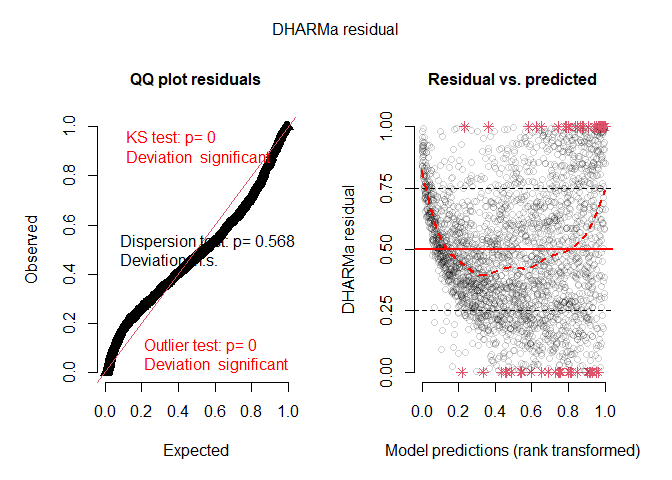 DHARMa residual
QQ plot residuals
KS test: p= 0
Deviation significant
Dispersion test: p= 0.568
Deviation n.s.
Outlier test: p= 0
Deviation significant
Observed
0.0 0.2 0.4 0.6 0.8 1.0
0.0 0.2 0.4 0.6 0.8 1.0
Expected
Residual vs. predicted
DHARMa residual
0.00 0.25 0.50 0.75 1.00
0.0 0.2 0.4 0.6 0.8 1.0
Model predictions (rank transformed)